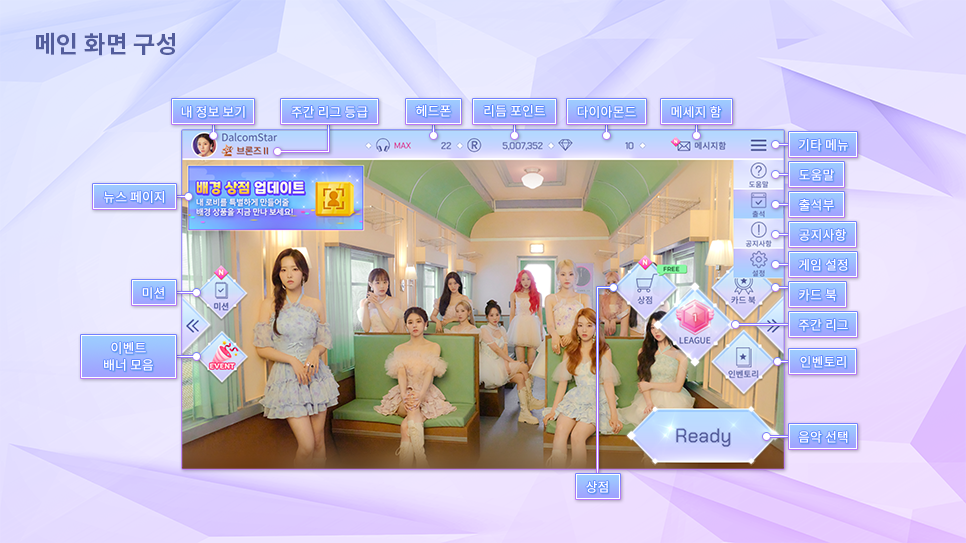 메인 화면 구성
내 정보 보기
주간 리그 등급
헤드폰
리듬 포인트
다이아몬드
메세지 함
DalcomStar
브론즈 II
MAX
22
R
5,007,352
10
메시지함
기타 메뉴
뉴스 페이지
배경 상점 업데이트
내 로비를 특별하게 만들어줄
배경 상품을 지금 만나 보세요!
도움말
도움말
출석
출석부
공지사항
공지사항
설정
게임 설정
미션
N
미션
N
FREE
상점
카드 북
카드 북
1
LEAGUE
주간 리그
이벤트
배너 모음
EVENT
인벤토리
인벤토리
Ready
음악 선택
상점